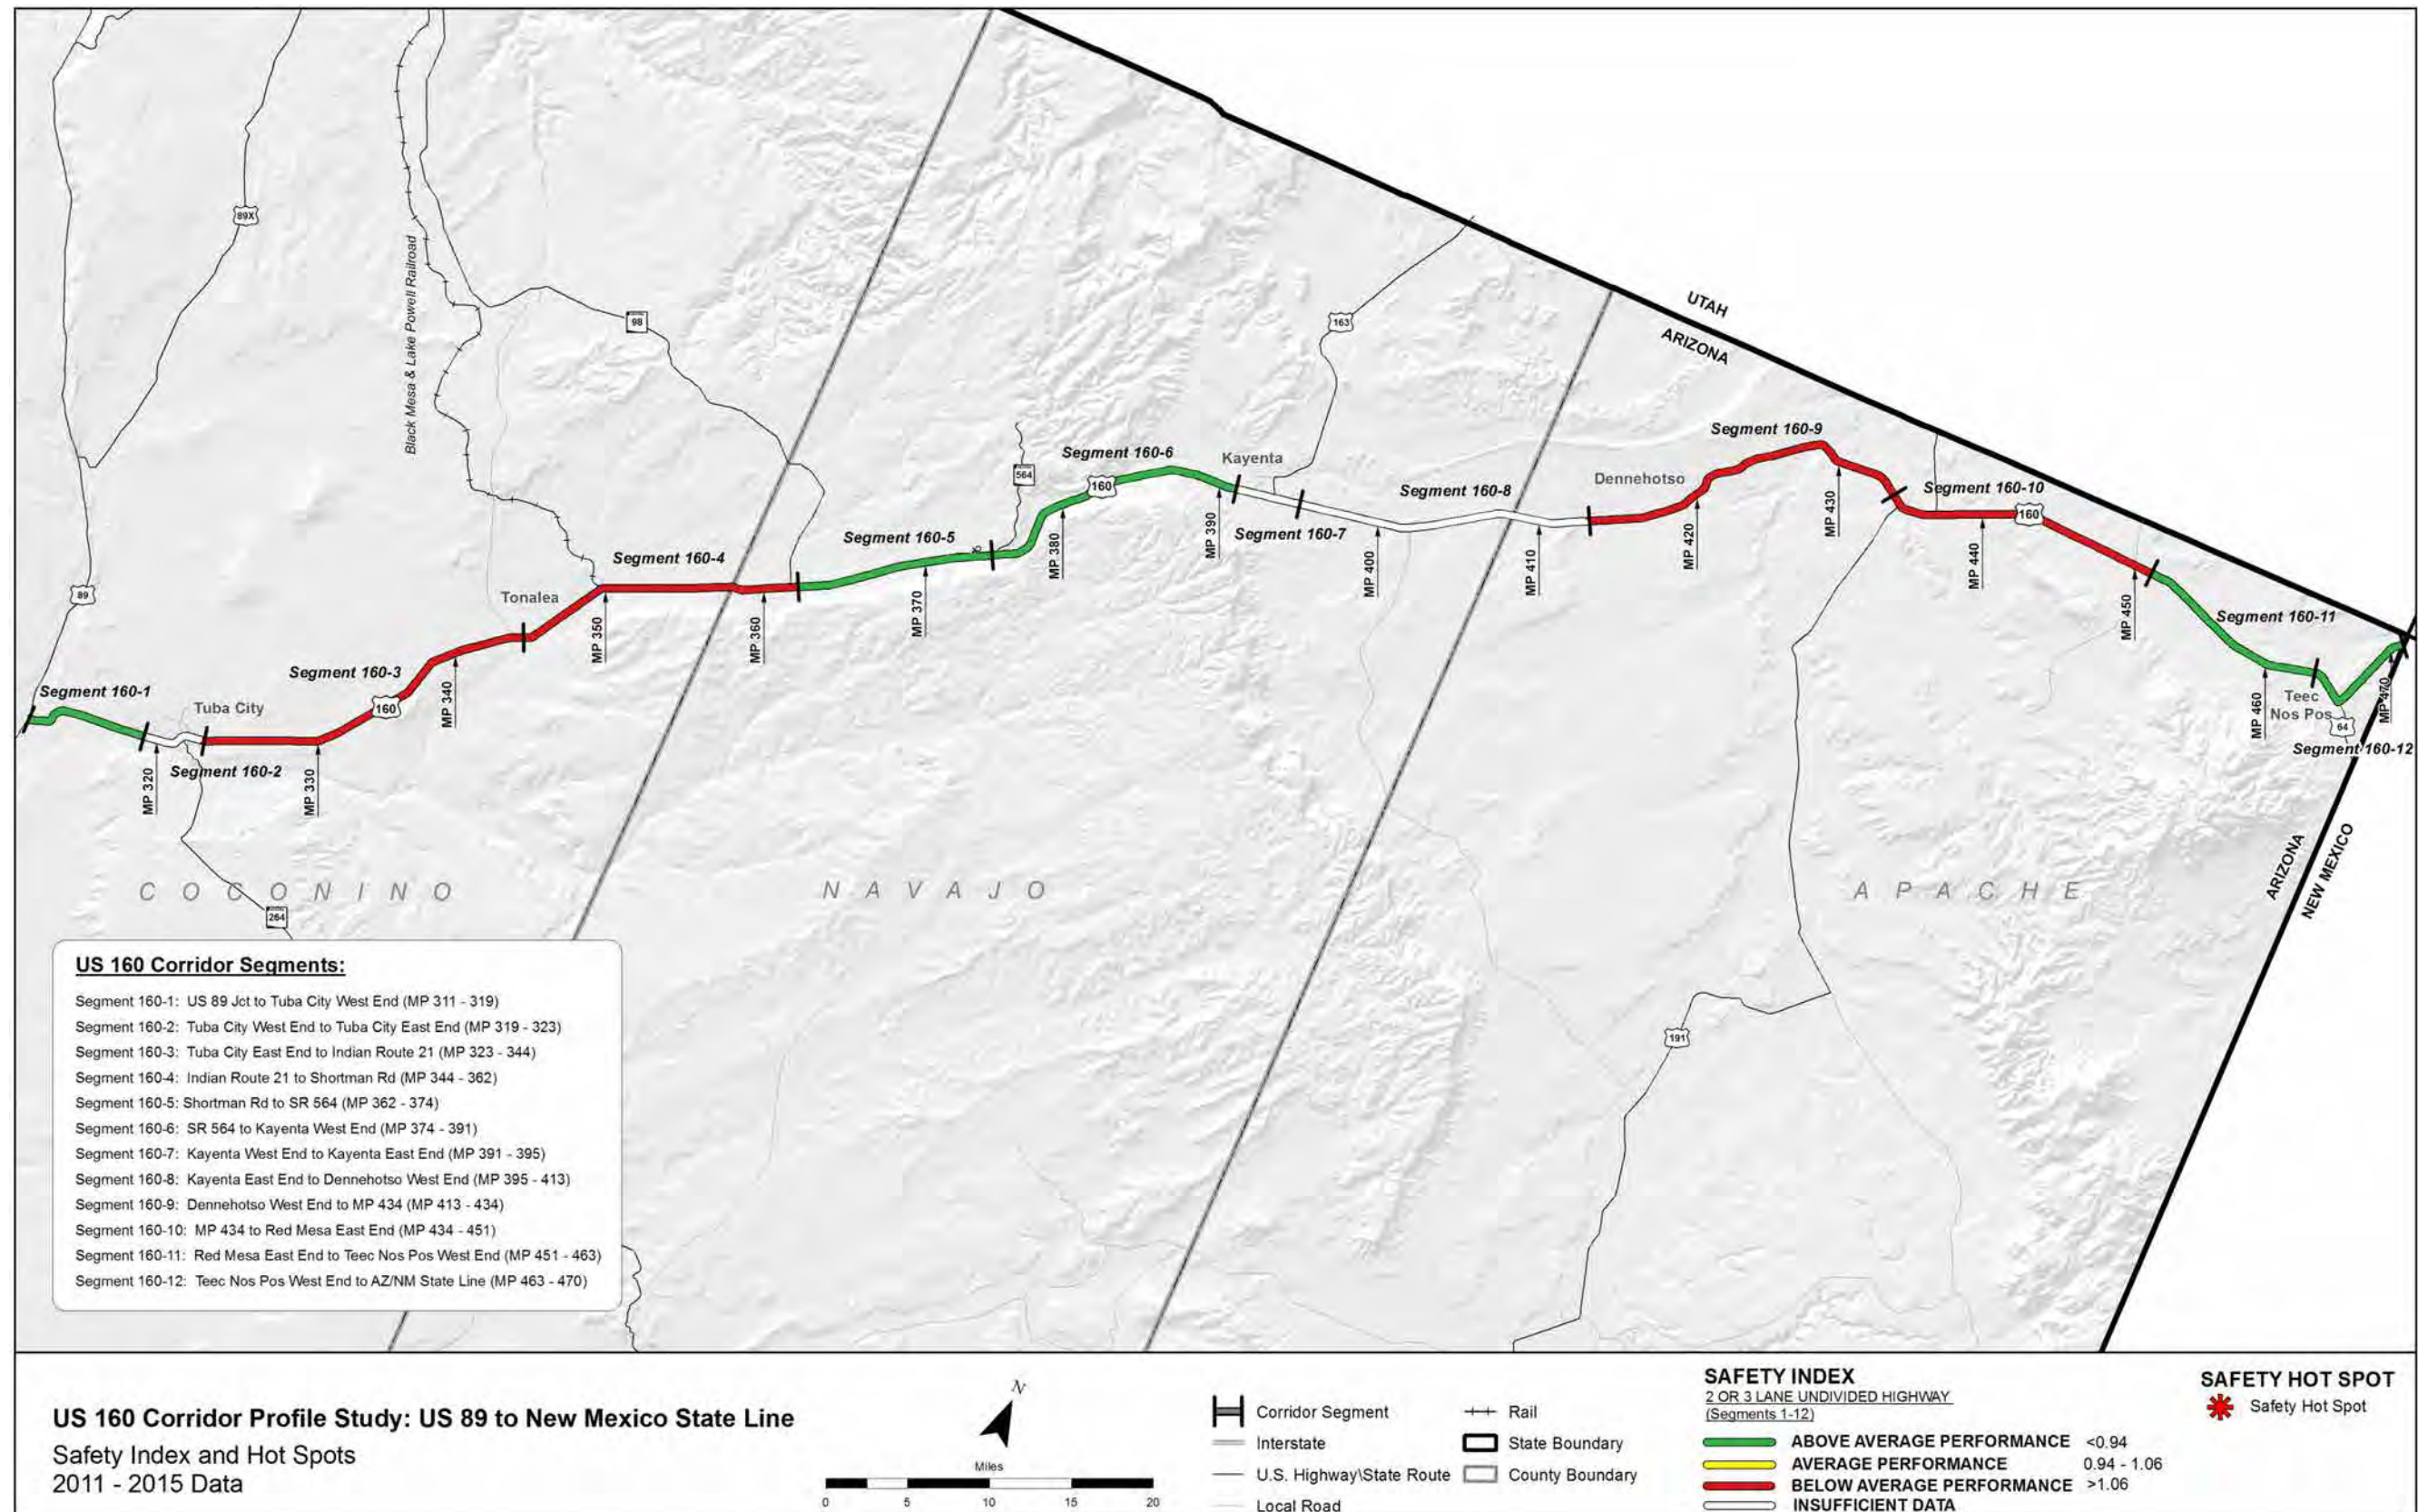 89X
Black Mesa & Lake Powell Railroad
98
163
UTAH
ARIZONA
564
Segment 160-6
160
Kayenta
Segment 160-9
Dennehotso
Segment 160-8
Segment 160-10
160
Segment 160-7
MP 380
MP 390
MP 400
MP 410
MP 420
MP 430
MP 440
MP 450
Segment 160-5
Segment 160-4
MP 370
MP 360
MP 350
Tonalea
89
Segment 160-3
160
MP 340
Segment 160-1
Tuba City
Segment 160-2
MP 320
MP 330
Segment 160-11
MP 460
Teec
Nos Pos
64
MP 470
Segment 160-12
ARIZONA
NEW MEXICO
COCONINO
NAVAJO
APACHE
264
191
US 160 Corridor Segments:
Segment 160-1: US 89 Jct to Tuba City West End (MP 311 - 319)
Segment 160-2: Tuba City West End to Tuba City East End (MP 319 - 323)
Segment 160-3: Tuba City East End to Indian Route 21 (MP 323 - 344)
Segment 160-4: Indian Route 21 to Shortman Rd (MP 344 - 362)
Segment 160-5: Shortman Rd to SR 564 (MP 362 - 374)
Segment 160-6: SR 564 to Kayenta West End (MP 374 - 391)
Segment 160-7: Kayenta West End to Kayenta East End (MP 391 - 395)
Segment 160-8: Kayenta East End to Dennehotso West End (MP 395 - 413)
Segment 160-9: Dennehotso West End to MP 434 (MP 413 - 434)
Segment 160-10: MP 434 to Red Mesa East End (MP 434 - 451)
Segment 160-11: Red Mesa East End to Teec Nos Pos West End (MP 451 - 463)
Segment 160-12: Teec Nos Pos West End to AZ/NM State Line (MP 463 - 470)
US 160 Corridor Profile Study: US 89 to New Mexico State Line
Safety Index and Hot Spots
2011 - 2015 Data
N
Miles
0 5 10 15 20
Corridor Segment
Interstate
U.S. Highway\State Route
Local Road
Rail
State Boundary
County Boundary
SAFETY INDEX
2 OR 3 LANE UNDIVIDED HIGHWAY
(Segments 1-12)
ABOVE AVERAGE PERFORMANCE <0.94
AVERAGE PERFORMANCE 0.94 - 1.06
BELOW AVERAGE PERFORMANCE >1.06
INSUFFICIENT DATA
SAFETY HOT SPOT
Safety Hot Spot